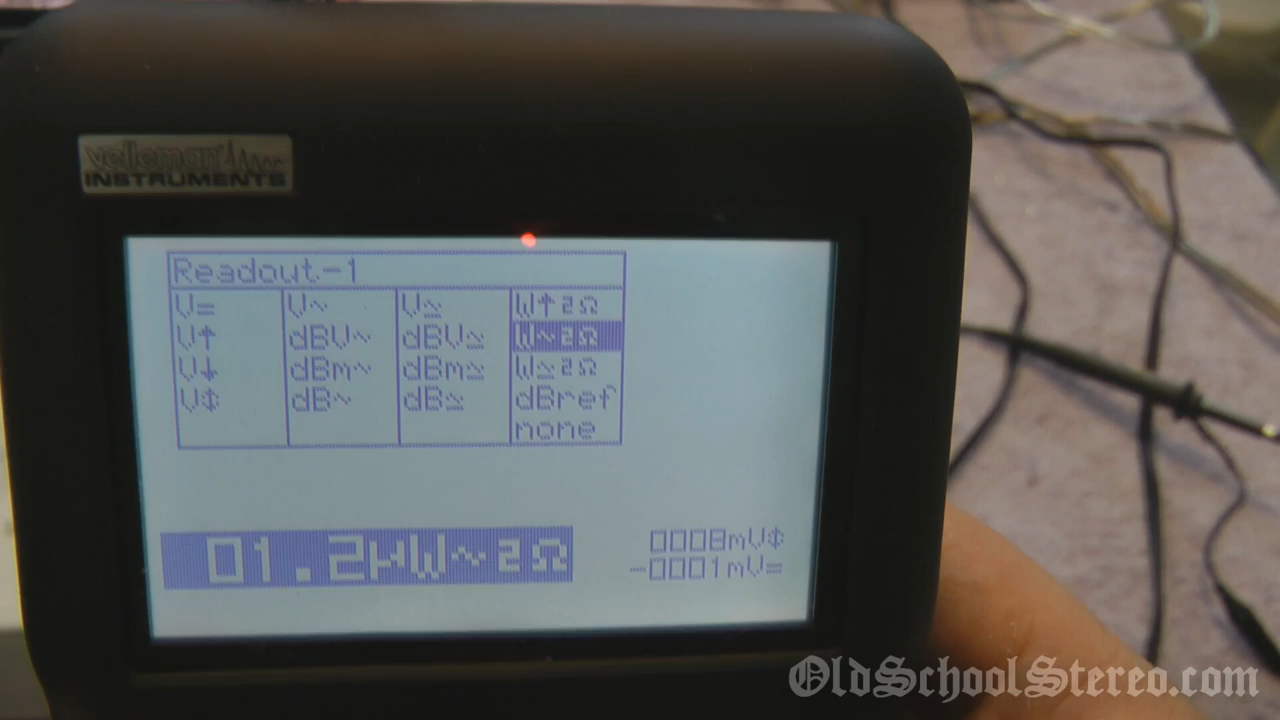 velleman
INSTRUMENTS
Readout-1
V= V~ V≂ W↑2Ω
V↑ dBV~ dBV≂ W~2Ω
V↓ dBm~ dBm≂ W≂2Ω
V↕ dB~ dB≂ dBref
none
01.2µW~2Ω
0008mV↕
-0001mV=
OldSchoolStereo.com